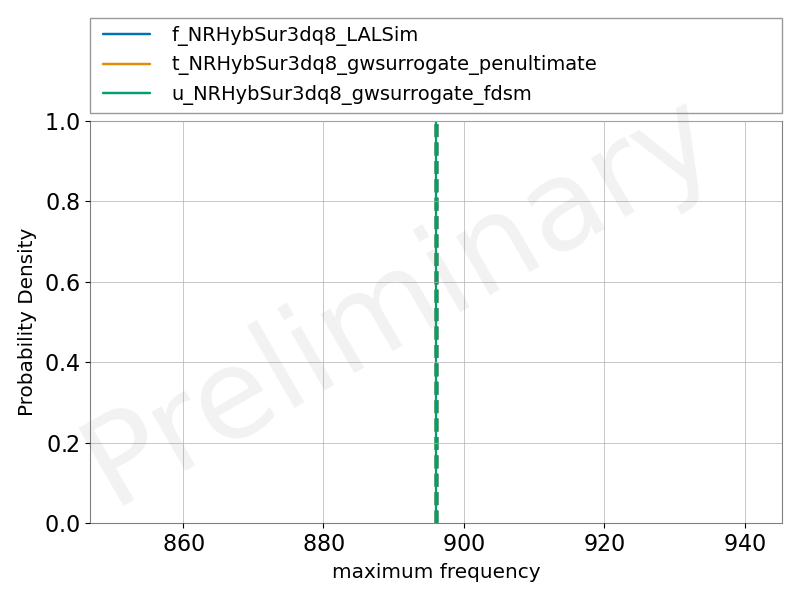 f_NRHybSur3dq8_LALSim
t_NRHybSur3dq8_gwsurrogate_penultimate
u_NRHybSur3dq8_gwsurrogate_fdsm
1.0
0.8
0.6
0.4
0.2
0.0
Probability Density
Preliminary
860 880 900 920 940
maximum frequency